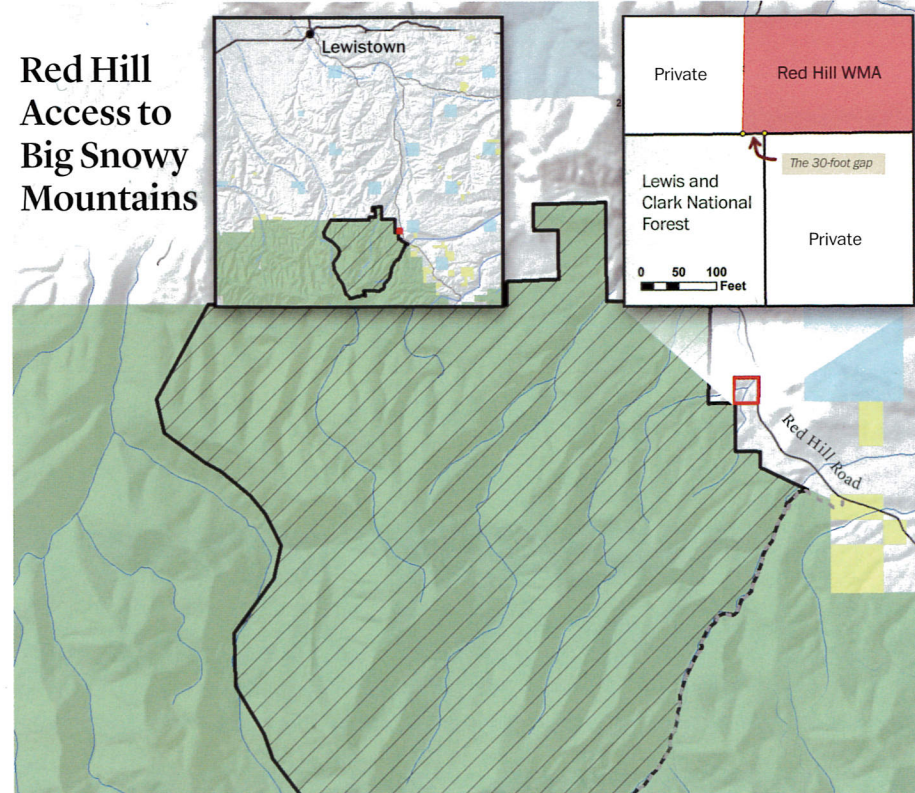 Red Hill
Access to
Big Snowy
Mountains
Lewistown
2
Private
Red Hill WMA
The 30-foot gap
Lewis and
Clark National
Forest
Private
0 50 100
Feet
Red Hill Road